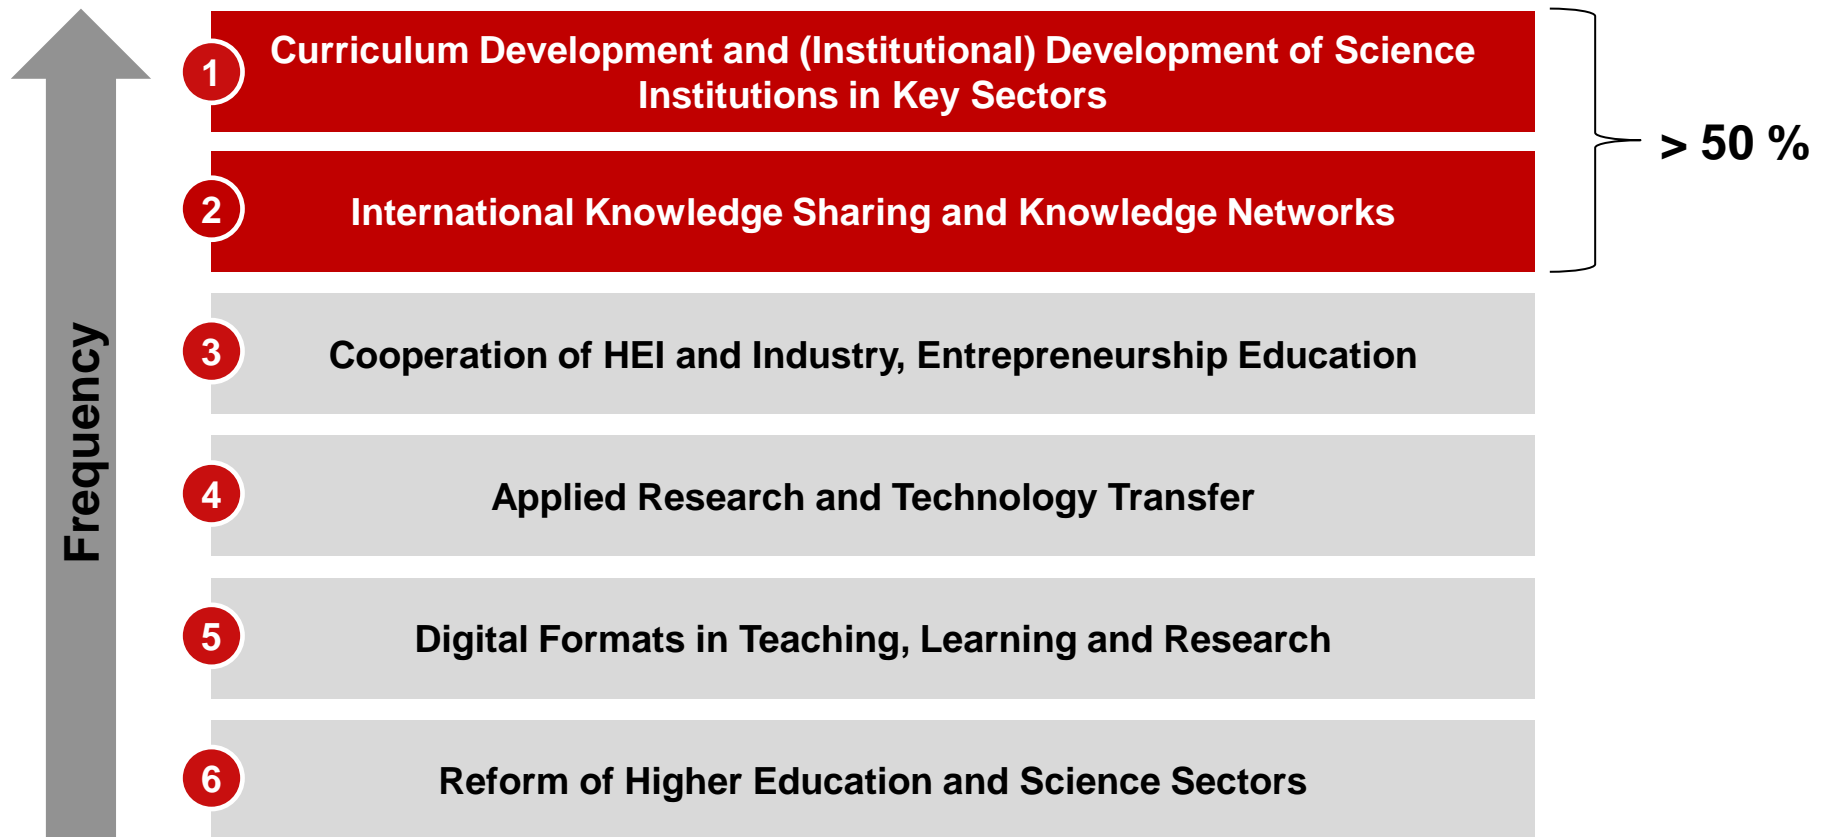 1
Curriculum Development and (Institutional) Development of Science
Institutions in Key Sectors
> 50 %
2
International Knowledge Sharing and Knowledge Networks
3
Cooperation of HEI and Industry, Entrepreneurship Education
Frequency
4
Applied Research and Technology Transfer
5
Digital Formats in Teaching, Learning and Research
6
Reform of Higher Education and Science Sectors